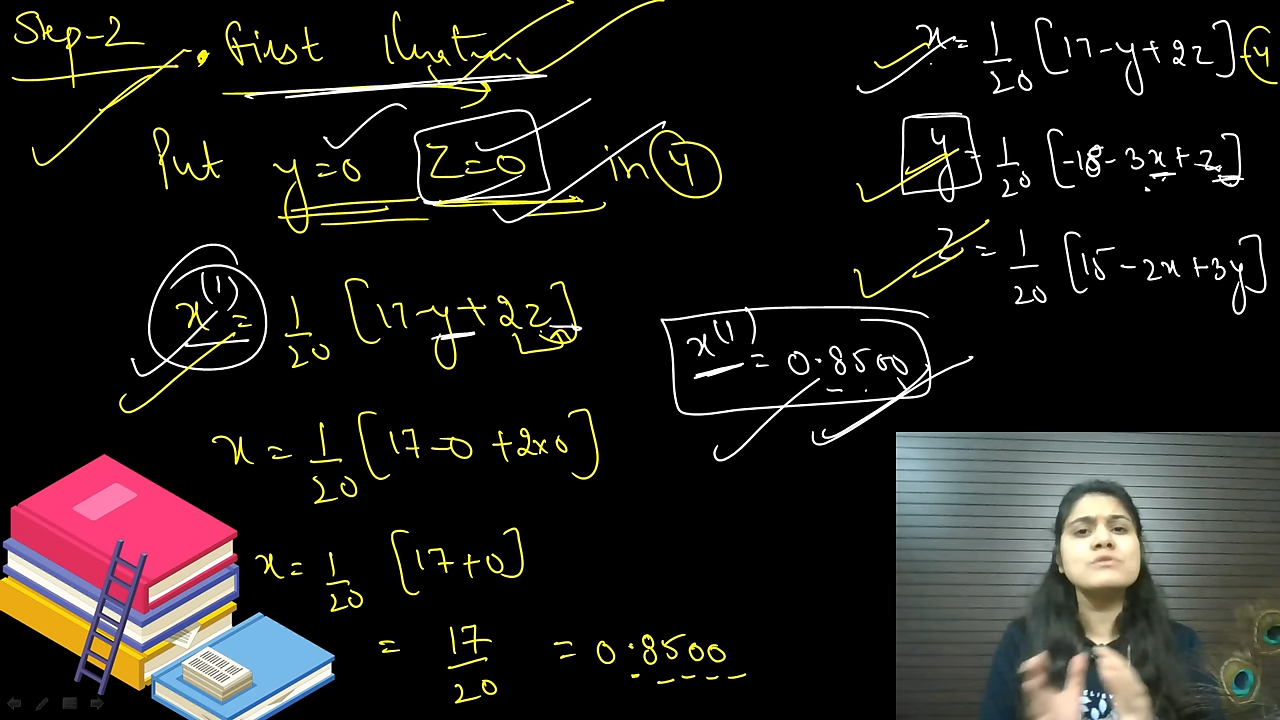 Step-2 • First Iteration
Put y=0 z=0 in (4)
x⁽¹⁾ = 1/20 [17-y+2z]
x = 1/20 [17-0+2×0]
x = 1/20 [17+0]
= 17/20 = 0.8500
x = 1/20 [17-y+2z] - (4)
y = 1/20 [-18-3x+z]
z = 1/20 [15-2x+3y]
x⁽¹⁾ = 0.8500